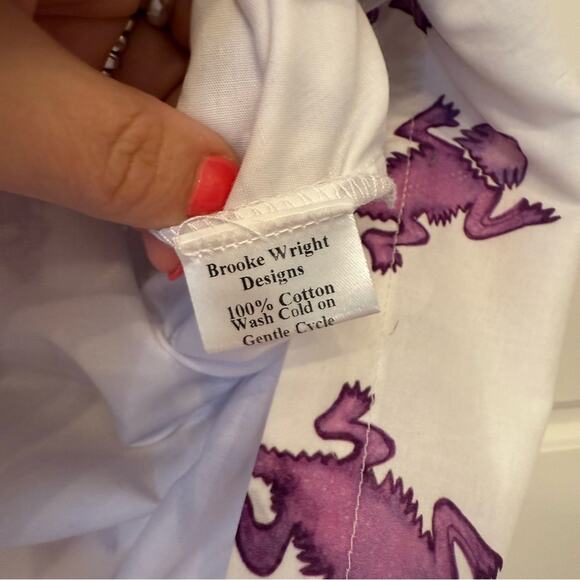 Brooke Wright
Designs
100% Cotton
Wash Cold on
Gentle Cycle